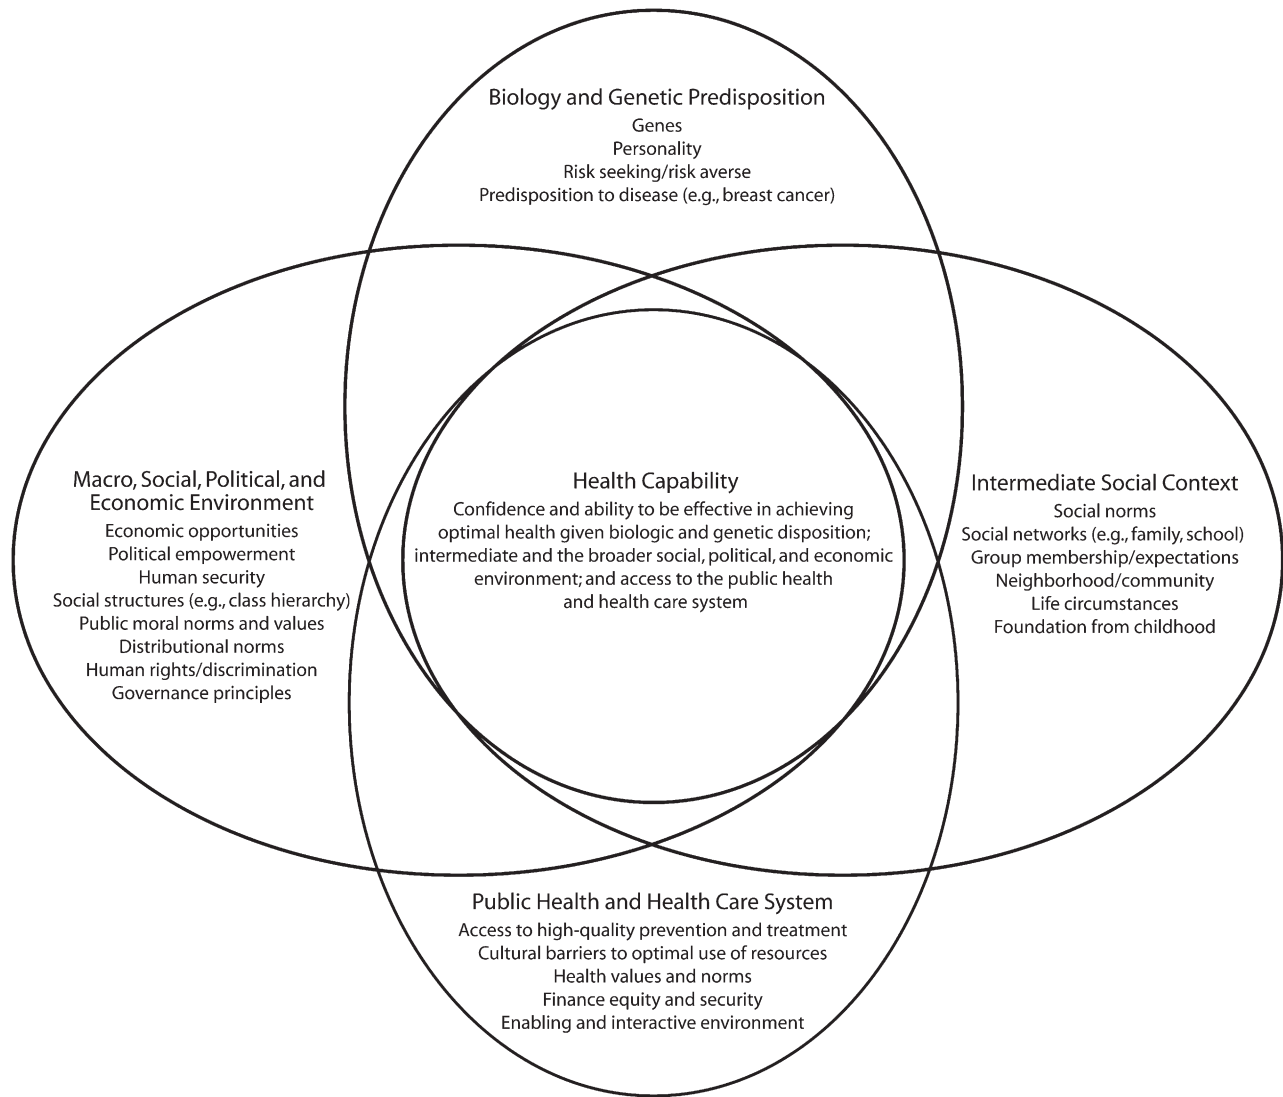 Biology and Genetic Predisposition
Genes
Personality
Risk seeking/risk averse
Predisposition to disease (e.g., breast cancer)
Macro, Social, Political, and
Economic Environment
Economic opportunities
Political empowerment
Human security
Social structures (e.g., class hierarchy)
Public moral norms and values
Distributional norms
Human rights/discrimination
Governance principles
Health Capability
Confidence and ability to be effective in achieving
optimal health given biologic and genetic disposition;
intermediate and the broader social, political, and economic
environment; and access to the public health
and health care system
Intermediate Social Context
Social norms
Social networks (e.g., family, school)
Group membership/expectations
Neighborhood/community
Life circumstances
Foundation from childhood
Public Health and Health Care System
Access to high-quality prevention and treatment
Cultural barriers to optimal use of resources
Health values and norms
Finance equity and security
Enabling and interactive environment